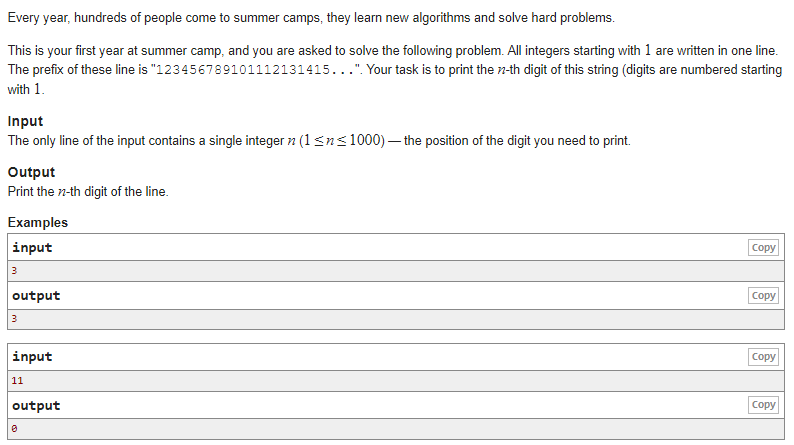 Every year, hundreds of people come to summer camps, they learn new algorithms and solve hard problems.
This is your first year at summer camp, and you are asked to solve the following problem. All integers starting with 1 are written in one line.
The prefix of these line is "123456789101112131415...". Your task is to print the n-th digit of this string (digits are numbered starting
with 1.
Input
The only line of the input contains a single integer n (1 ≤ n ≤ 1000) — the position of the digit you need to print.
Output
Print the n-th digit of the line.
Examples
input
Copy
3
output
Copy
3
input
Copy
11
output
Copy
0